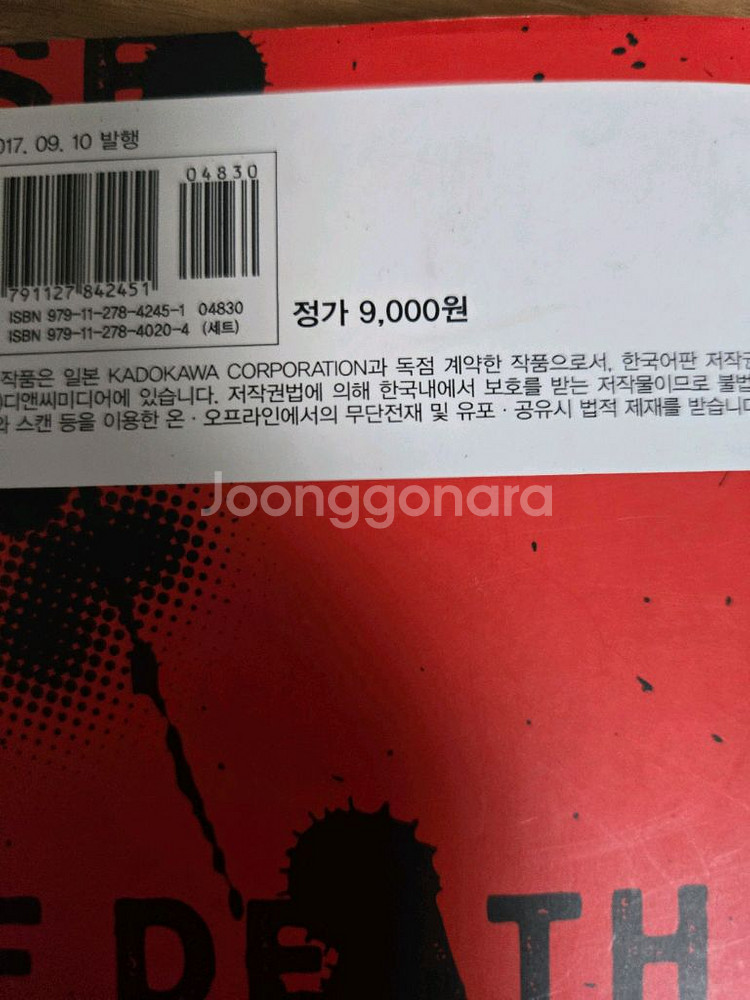 SE
017. 09. 10 발행
04830
791127 842451
ISBN 979-11-278-4245-1 04830
ISBN 979-11-278-4020-4 (세트)
정가 9,000원
작품은 일본 KADOKAWA CORPORATION과 독점 계약한 작품으로서, 한국어판 저작권
디앤씨미디어에 있습니다. 저작권법에 의해 한국내에서 보호를 받는 저작물이므로 불법
와 스캔 등을 이용한 온 · 오프라인에서의 무단전재 및 유포 · 공유시 법적 제재를 받습니다
Joonggonara
F DEATH